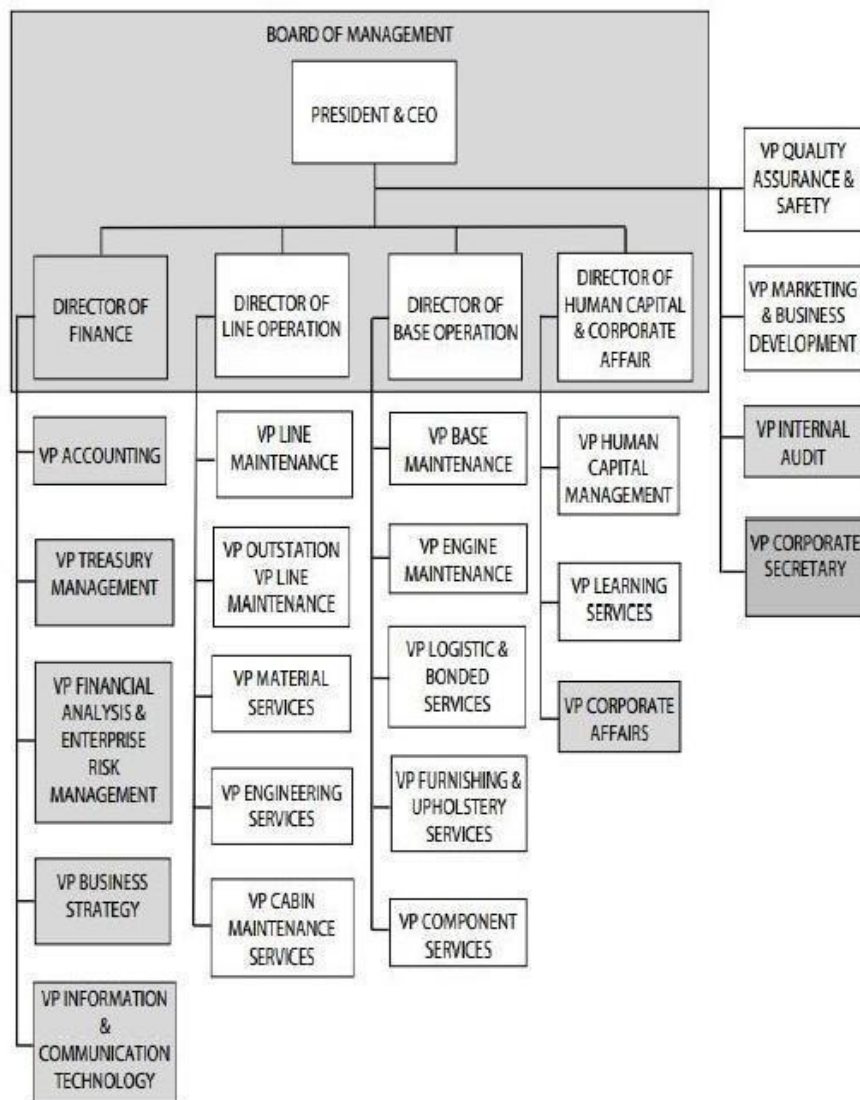 BOARD OF MANAGEMENT
PRESIDENT & CEO
VP QUALITY
ASSURANCE &
SAFETY
DIRECTOR OF
FINANCE
DIRECTOR OF
LINE OPERATION
DIRECTOR OF
BASE OPERATION
DIRECTOR OF
HUMAN CAPITAL
& CORPORATE
AFFAIR
VP MARKETING
& BUSINESS
DEVELOPMENT
VP ACCOUNTING
VP TREASURY
MANAGEMENT
VP FINANCIAL
ANALYSIS &
ENTERPRISE
RISK
MANAGEMENT
VP BUSINESS
STRATEGY
VP INFORMATION
&
COMMUNICATION
TECHNOLOGY
VP LINE
MAINTENANCE
VP OUTSTATION
VP LINE
MAINTENANCE
VP MATERIAL
SERVICES
VP ENGINEERING
SERVICES
VP CABIN
MAINTENANCE
SERVICES
VP BASE
MAINTENANCE
VP ENGINE
MAINTENANCE
VP LOGISTIC &
BONDED
SERVICES
VP FURNISHING &
UPHOLSTERY
SERVICES
VP COMPONENT
SERVICES
VP HUMAN
CAPITAL
MANAGEMENT
VP LEARNING
SERVICES
VP CORPORATE
AFFAIRS
VP INTERNAL
AUDIT
VP CORPORATE
SECRETARY